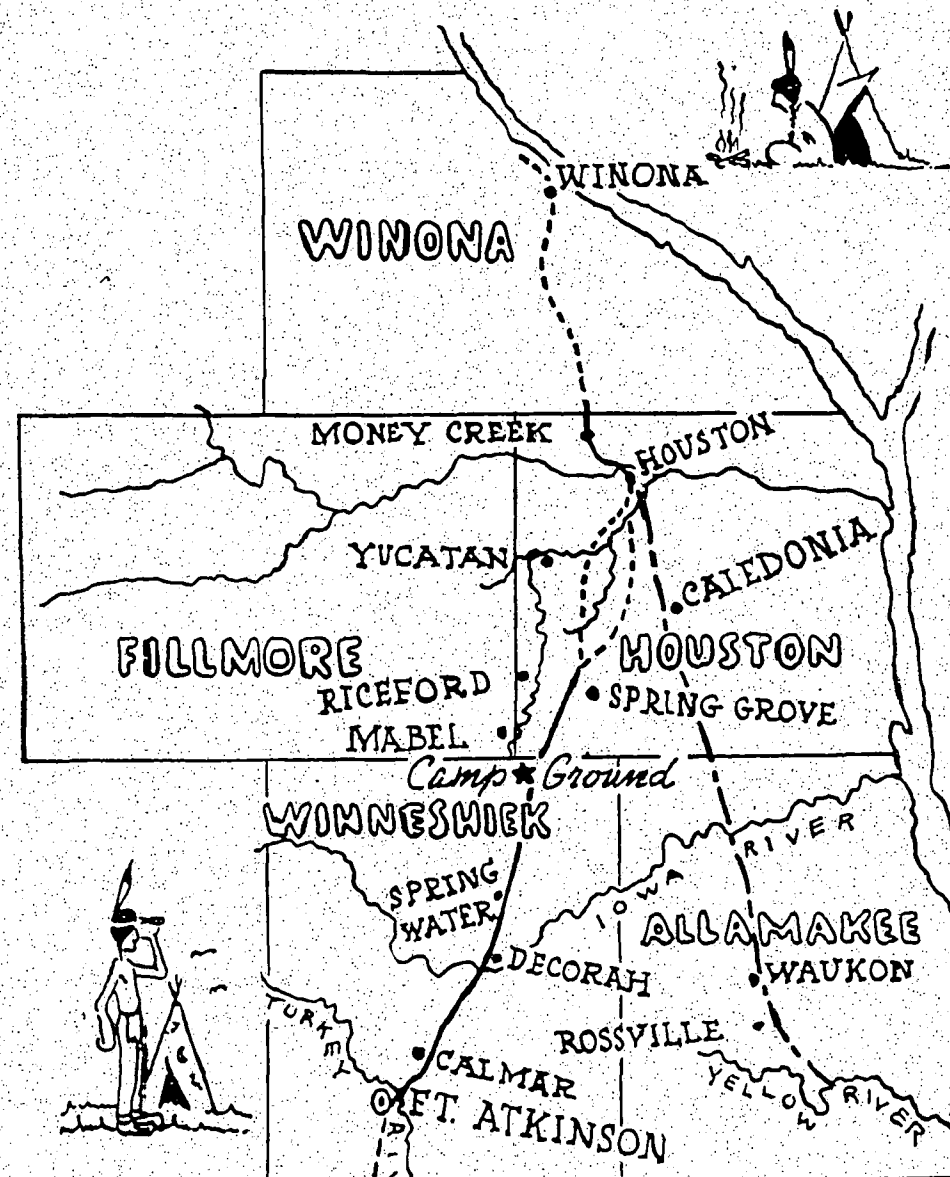 WINONA
WINONA
MONEY CREEK
HOUSTON
YUCATAN
CALEDONIA
FILLMORE
HOUSTON
RICEFORD
SPRING GROVE
MABEL
Camp Ground
WINNESHIEK
IOWA RIVER
SPRING
WATER
ALLAMAKEE
DECORAH
WAUKON
TURKEY
ROSSVILLE
CALMAR
YELLOW RIVER
FT. ATKINSON